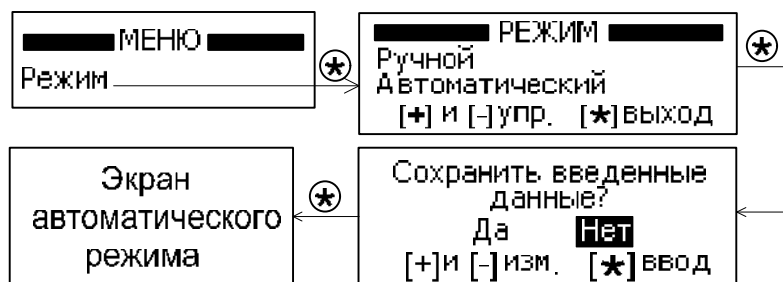 МЕНЮ
Режим
РЕЖИМ
Ручной
Автоматический
[+] и [-] упр. [*] выход
Сохранить введенные
данные?
Да Нет
[+]и [-] изм. [*] ввод
Экран
автоматического
режима